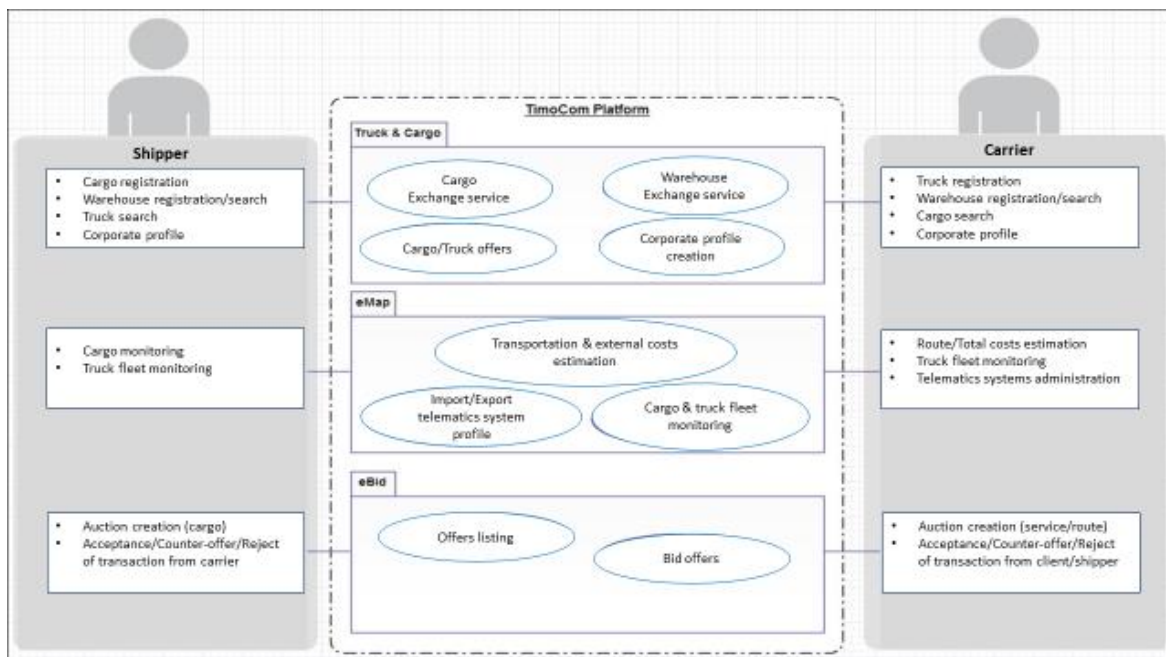 TimoCom Platform
Shipper
• Cargo registration
• Warehouse registration/search
• Truck search
• Corporate profile
• Cargo monitoring
• Truck fleet monitoring
• Auction creation (cargo)
• Acceptance/Counter-offer/Reject
of transaction from carrier
Truck & Cargo
Cargo
Exchange service
Warehouse
Exchange service
Cargo/Truck offers
Corporate profile
creation
eMap
Transportation & external costs
estimation
Import/Export
telematics system
profile
Cargo & truck fleet
monitoring
eBid
Offers listing
Bid offers
Carrier
• Truck registration
• Warehouse registration/search
• Cargo search
• Corporate profile
• Route/Total costs estimation
• Truck fleet monitoring
• Telematics systems administration
• Auction creation (service/route)
• Acceptance/Counter-offer/Reject
of transaction from client/shipper